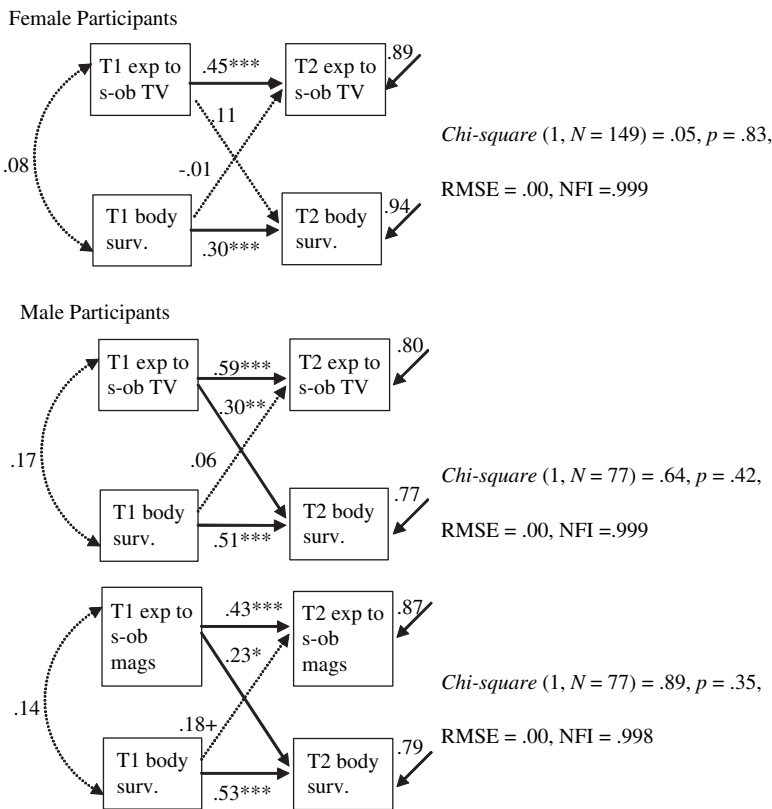 Female Participants
T1 exp to
s-ob TV
.45***
T2 exp to
s-ob TV
.89
.11
.08
-.01
T1 body
surv.
.30***
T2 body
surv.
.94
Chi-square (1, N = 149) = .05, p = .83,
RMSE = .00, NFI =.999
Male Participants
T1 exp to
s-ob TV
.59***
T2 exp to
s-ob TV
.80
.30**
.17
.06
T1 body
surv.
.51***
T2 body
surv.
.77
Chi-square (1, N = 77) = .64, p = .42,
RMSE = .00, NFI =.999
T1 exp to
s-ob
mags
.43***
T2 exp to
s-ob
mags
.87
.23*
.14
.18+
T1 body
surv.
.53***
T2 body
surv.
.79
Chi-square (1, N = 77) = .89, p = .35,
RMSE = .00, NFI = .998